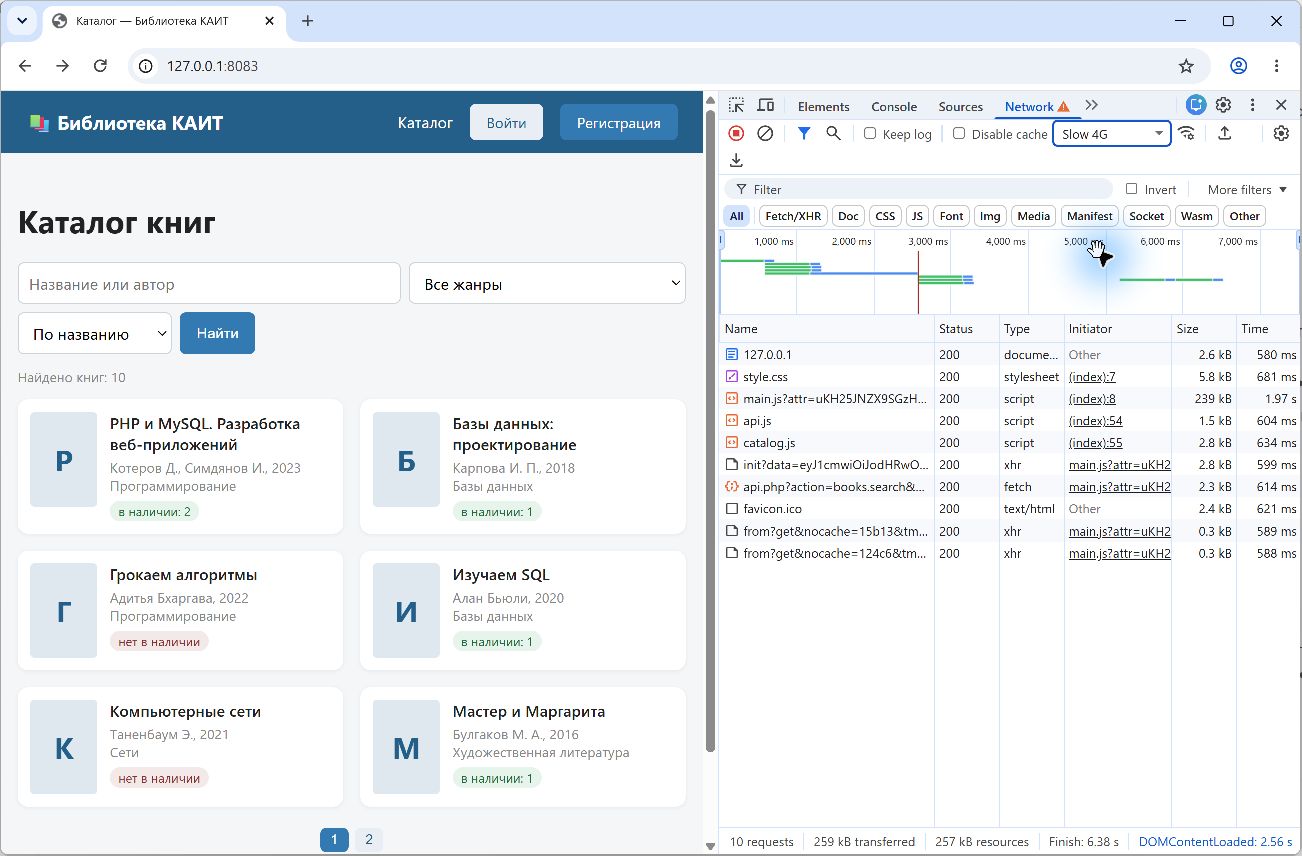 Каталог — Библиотека КАИТ
127.0.0.1:8083
Библиотека КАИТ
Каталог
Войти
Регистрация
Каталог книг
Название или автор
Все жанры
По названию
Найти
Найдено книг: 10
Р
PHP и MySQL. Разработка
веб-приложений
Котеров Д., Симдянов И., 2023
Программирование
в наличии: 2
Б
Базы данных:
проектирование
Карпова И. П., 2018
Базы данных
в наличии: 1
Г
Грокаем алгоритмы
Адитья Бхаргава, 2022
Программирование
нет в наличии
И
Изучаем SQL
Алан Бьюли, 2020
Базы данных
в наличии: 1
К
Компьютерные сети
Таненбаум Э., 2021
Сети
нет в наличии
М
Мастер и Маргарита
Булгаков М. А., 2016
Художественная литература
в наличии: 1
1 2
Elements Console Sources Network
Keep log Disable cache Slow 4G
Filter Invert More filters
All Fetch/XHR Doc CSS JS Font Img Media Manifest Socket Wasm Other
1,000 ms 2,000 ms 3,000 ms 4,000 ms 5,000 ms 6,000 ms 7,000 ms
Name Status Type Initiator Size Time
127.0.0.1 200 docume... Other 2.6 kB 580 ms
style.css 200 stylesheet (index):7 5.8 kB 681 ms
main.js?attr=uKH25JNZX9SGzH... 200 script (index):8 239 kB 1.97 s
api.js 200 script (index):54 1.5 kB 604 ms
catalog.js 200 script (index):55 2.8 kB 634 ms
init?data=eyJ1cmwiOiJodHRwO... 200 xhr main.js?attr=uKH2 2.8 kB 599 ms
api.php?action=books.search&... 200 fetch main.js?attr=uKH2 2.3 kB 614 ms
favicon.ico 200 text/html Other 2.4 kB 621 ms
from?get&nocache=15b13&tm... 200 xhr main.js?attr=uKH2 0.3 kB 589 ms
from?get&nocache=124c6&tm... 200 xhr main.js?attr=uKH2 0.3 kB 588 ms
10 requests 259 kB transferred 257 kB resources Finish: 6.38 s DOMContentLoaded: 2.56 s